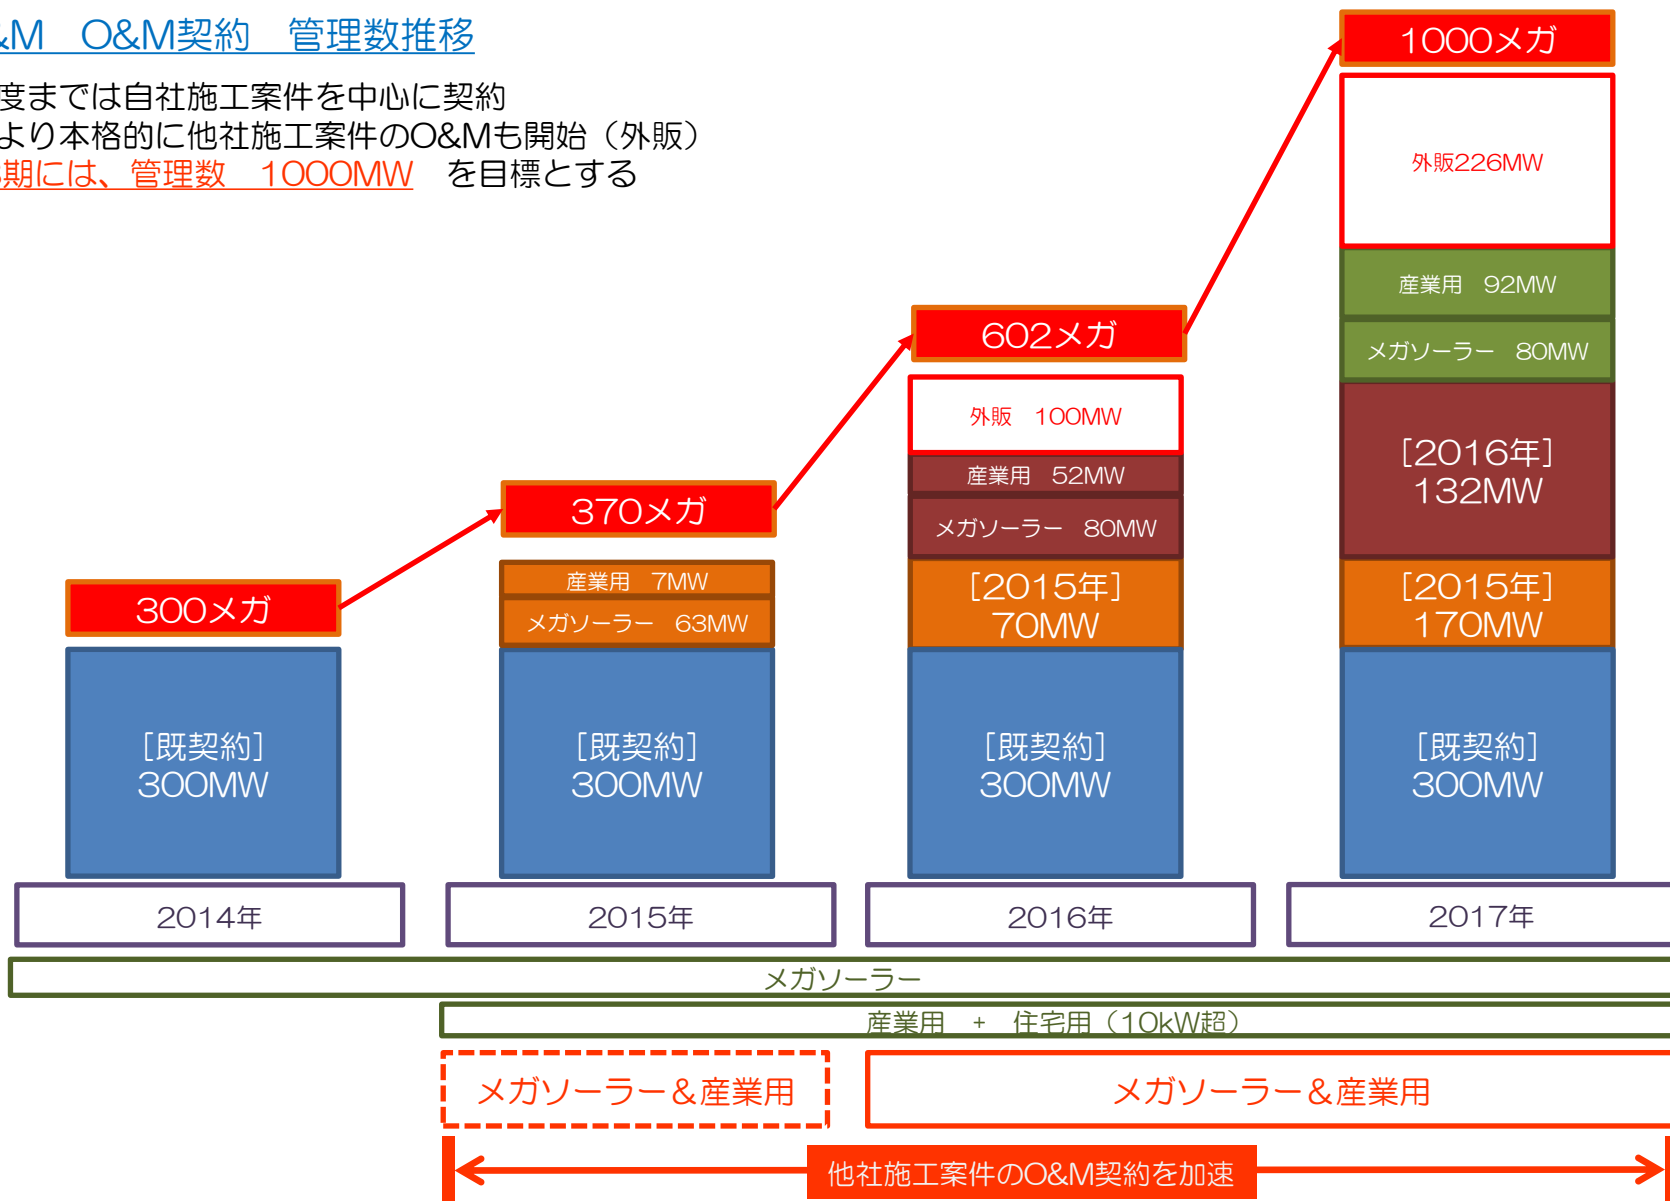 &M　O&M契約　管理数推移
度までは自社施工案件を中心に契約
より本格的に他社施工案件のO&Mも開始（外販）
期には、管理数　1000MW　を目標とする
1000メガ
外販226MW
産業用　92MW
メガソーラー　80MW
[2016年]
132MW
[2015年]
170MW
[既契約]
300MW
602メガ
外販　100MW
産業用　52MW
メガソーラー　80MW
[2015年]
70MW
[既契約]
300MW
370メガ
産業用　7MW
メガソーラー　63MW
[既契約]
300MW
300メガ
[既契約]
300MW
2014年
2015年
2016年
2017年
メガソーラー
産業用　+　住宅用（10kW超）
メガソーラー＆産業用
メガソーラー＆産業用
他社施工案件のO&M契約を加速